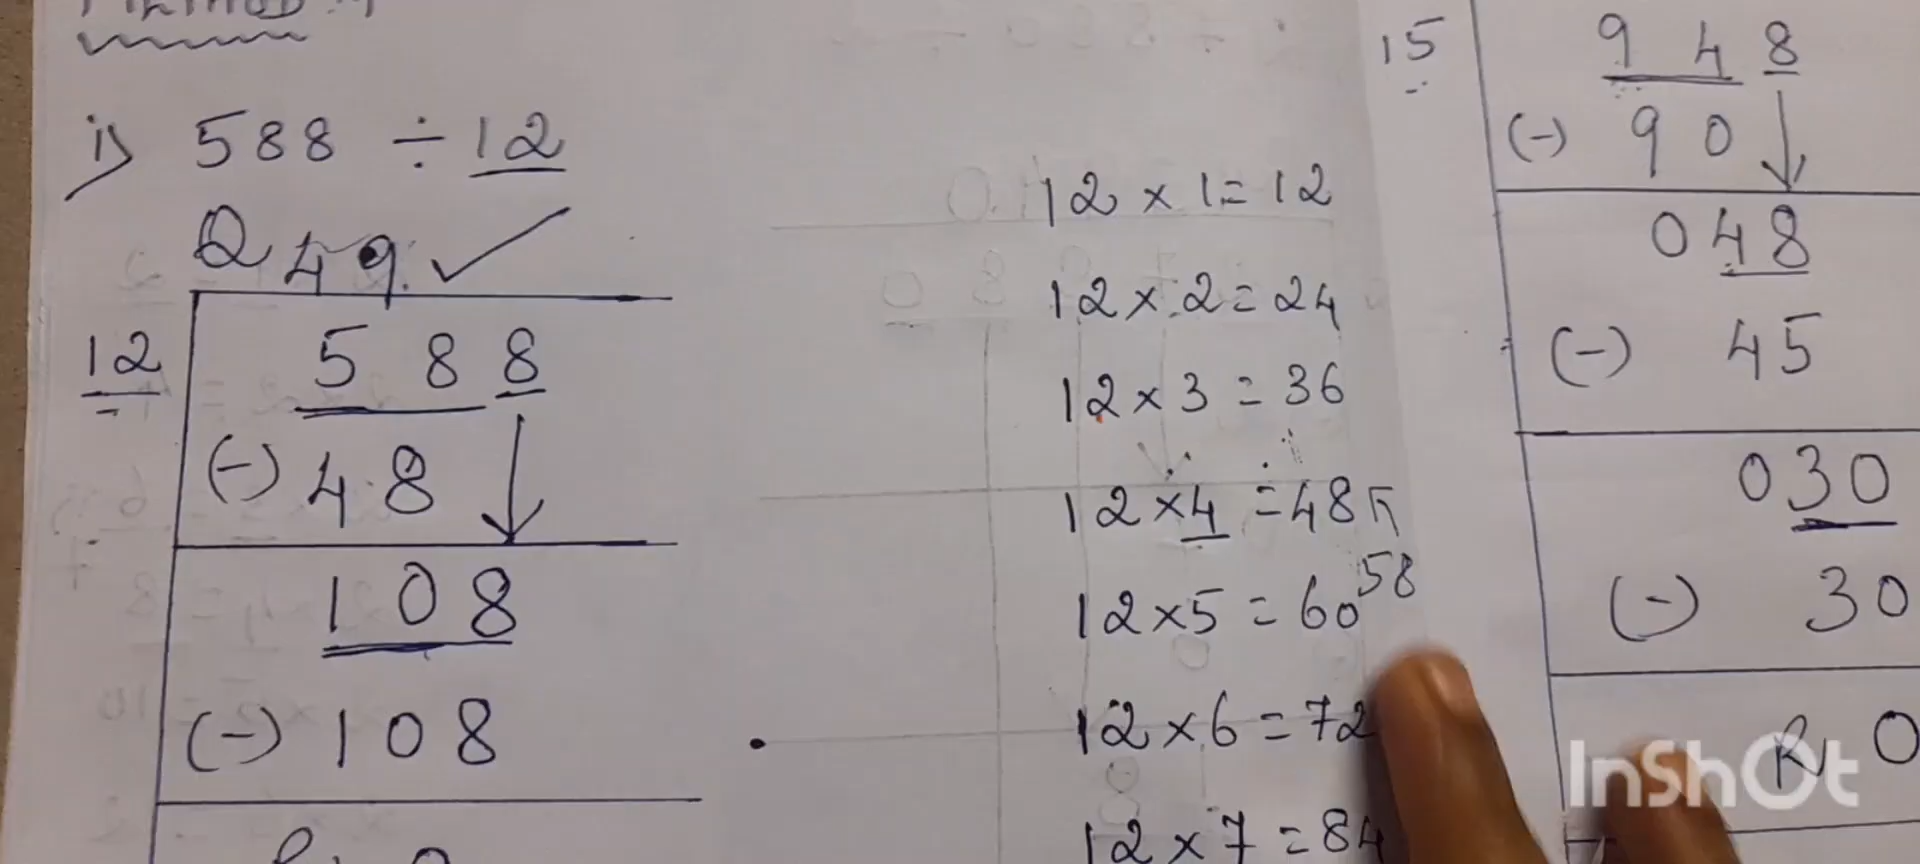 i) 588 ÷ 12
Q 49
12 588
(-) 48
108
(-) 108
12 × 1 = 12
12 × 2 = 24
12 × 3 = 36
12 × 4 = 48
58
12 × 5 = 60
12 × 6 = 72
12 × 7 = 84
15 948
(-) 90
048
(-) 45
030
(-) 30
R 0
InShOt